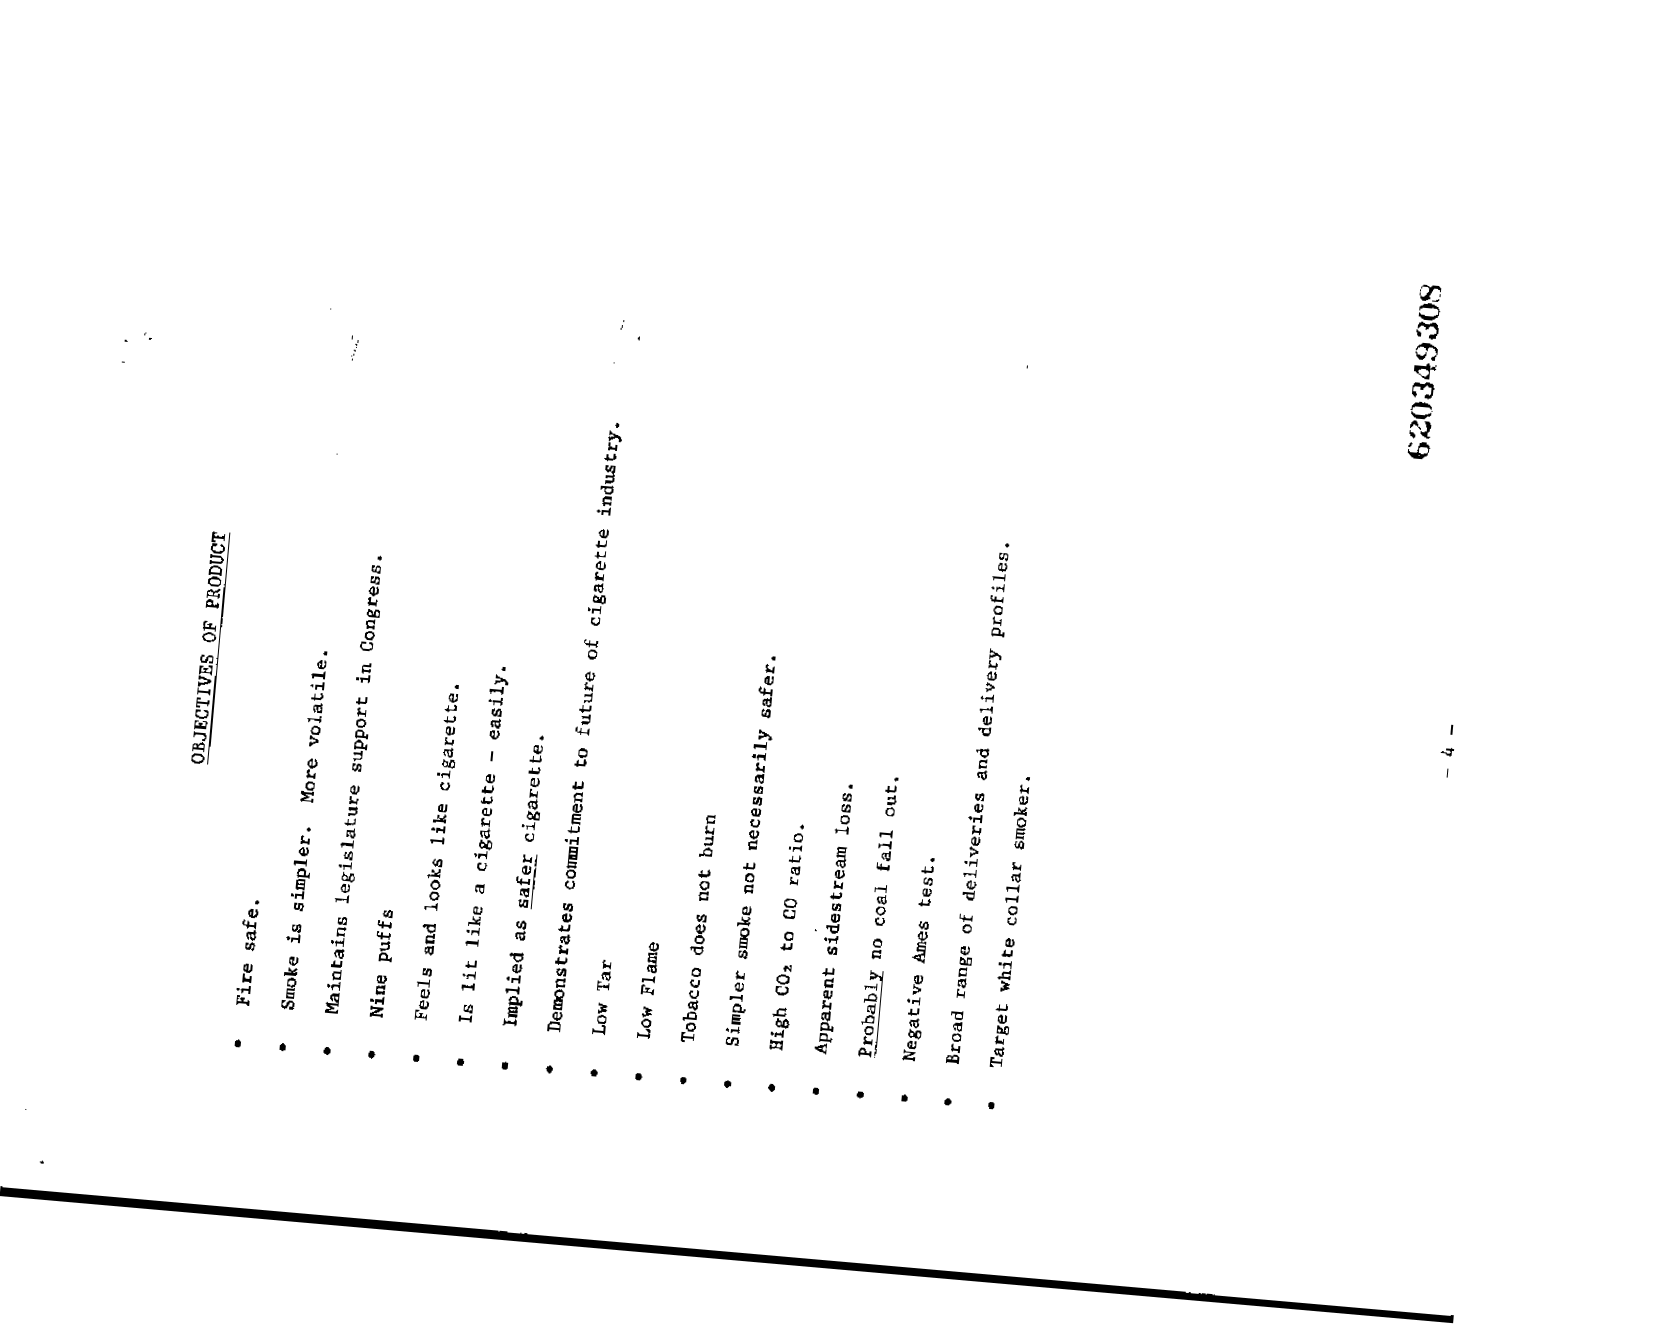 OBJECTIVES OF PRODUCT
• Fire safe.
• Smoke is simpler. More volatile.
• Maintains legislature support in Congress.
• Nine puffs
• Feels and looks like cigarette.
• Is lit like a cigarette - easily.
• Implied as safer cigarette.
• Demonstrates commitment to future of cigarette industry.
• Low Tar
• Low Flame
• Tobacco does not burn
• Simpler smoke not necessarily safer.
• High CO₂ to CO ratio.
• Apparent sidestream loss.
• Probably no coal fall out.
• Negative Ames test.
• Broad range of deliveries and delivery profiles.
• Target white collar smoker.
- 4 -
620349308